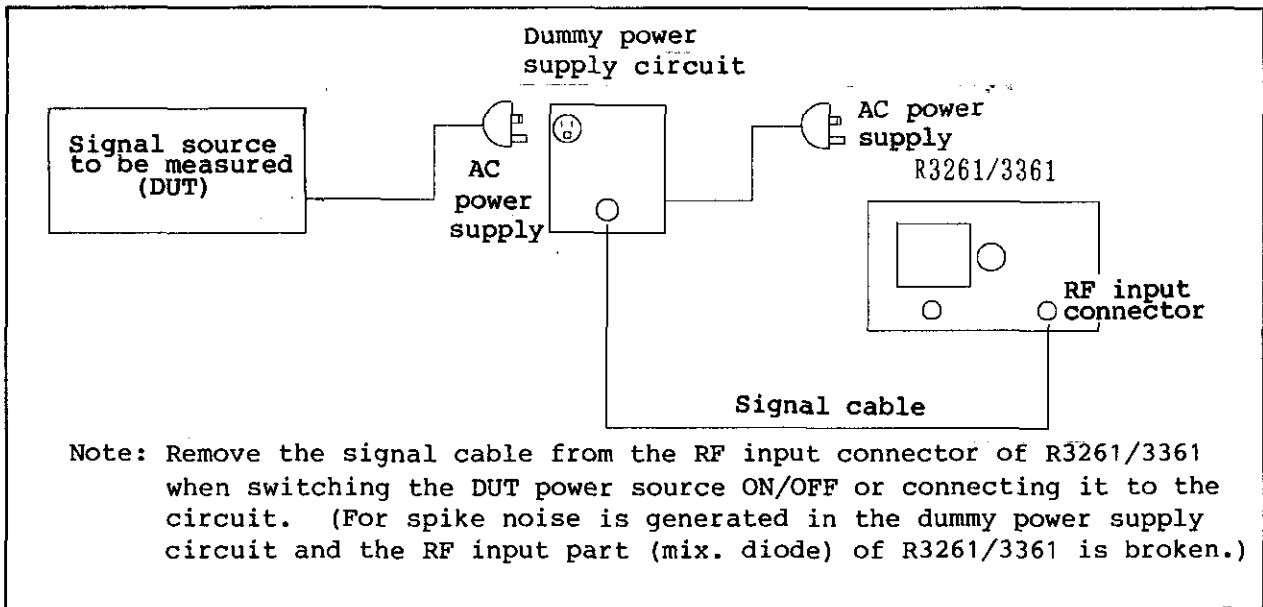 Dummy power
supply circuit
Signal source
to be measured
(DUT)
AC
power
supply
AC power
supply
R3261/3361
RF input
connector
Signal cable
Note: Remove the signal cable from the RF input connector of R3261/3361
when switching the DUT power source ON/OFF or connecting it to the
circuit. (For spike noise is generated in the dummy power supply
circuit and the RF input part (mix. diode) of R3261/3361 is broken.)